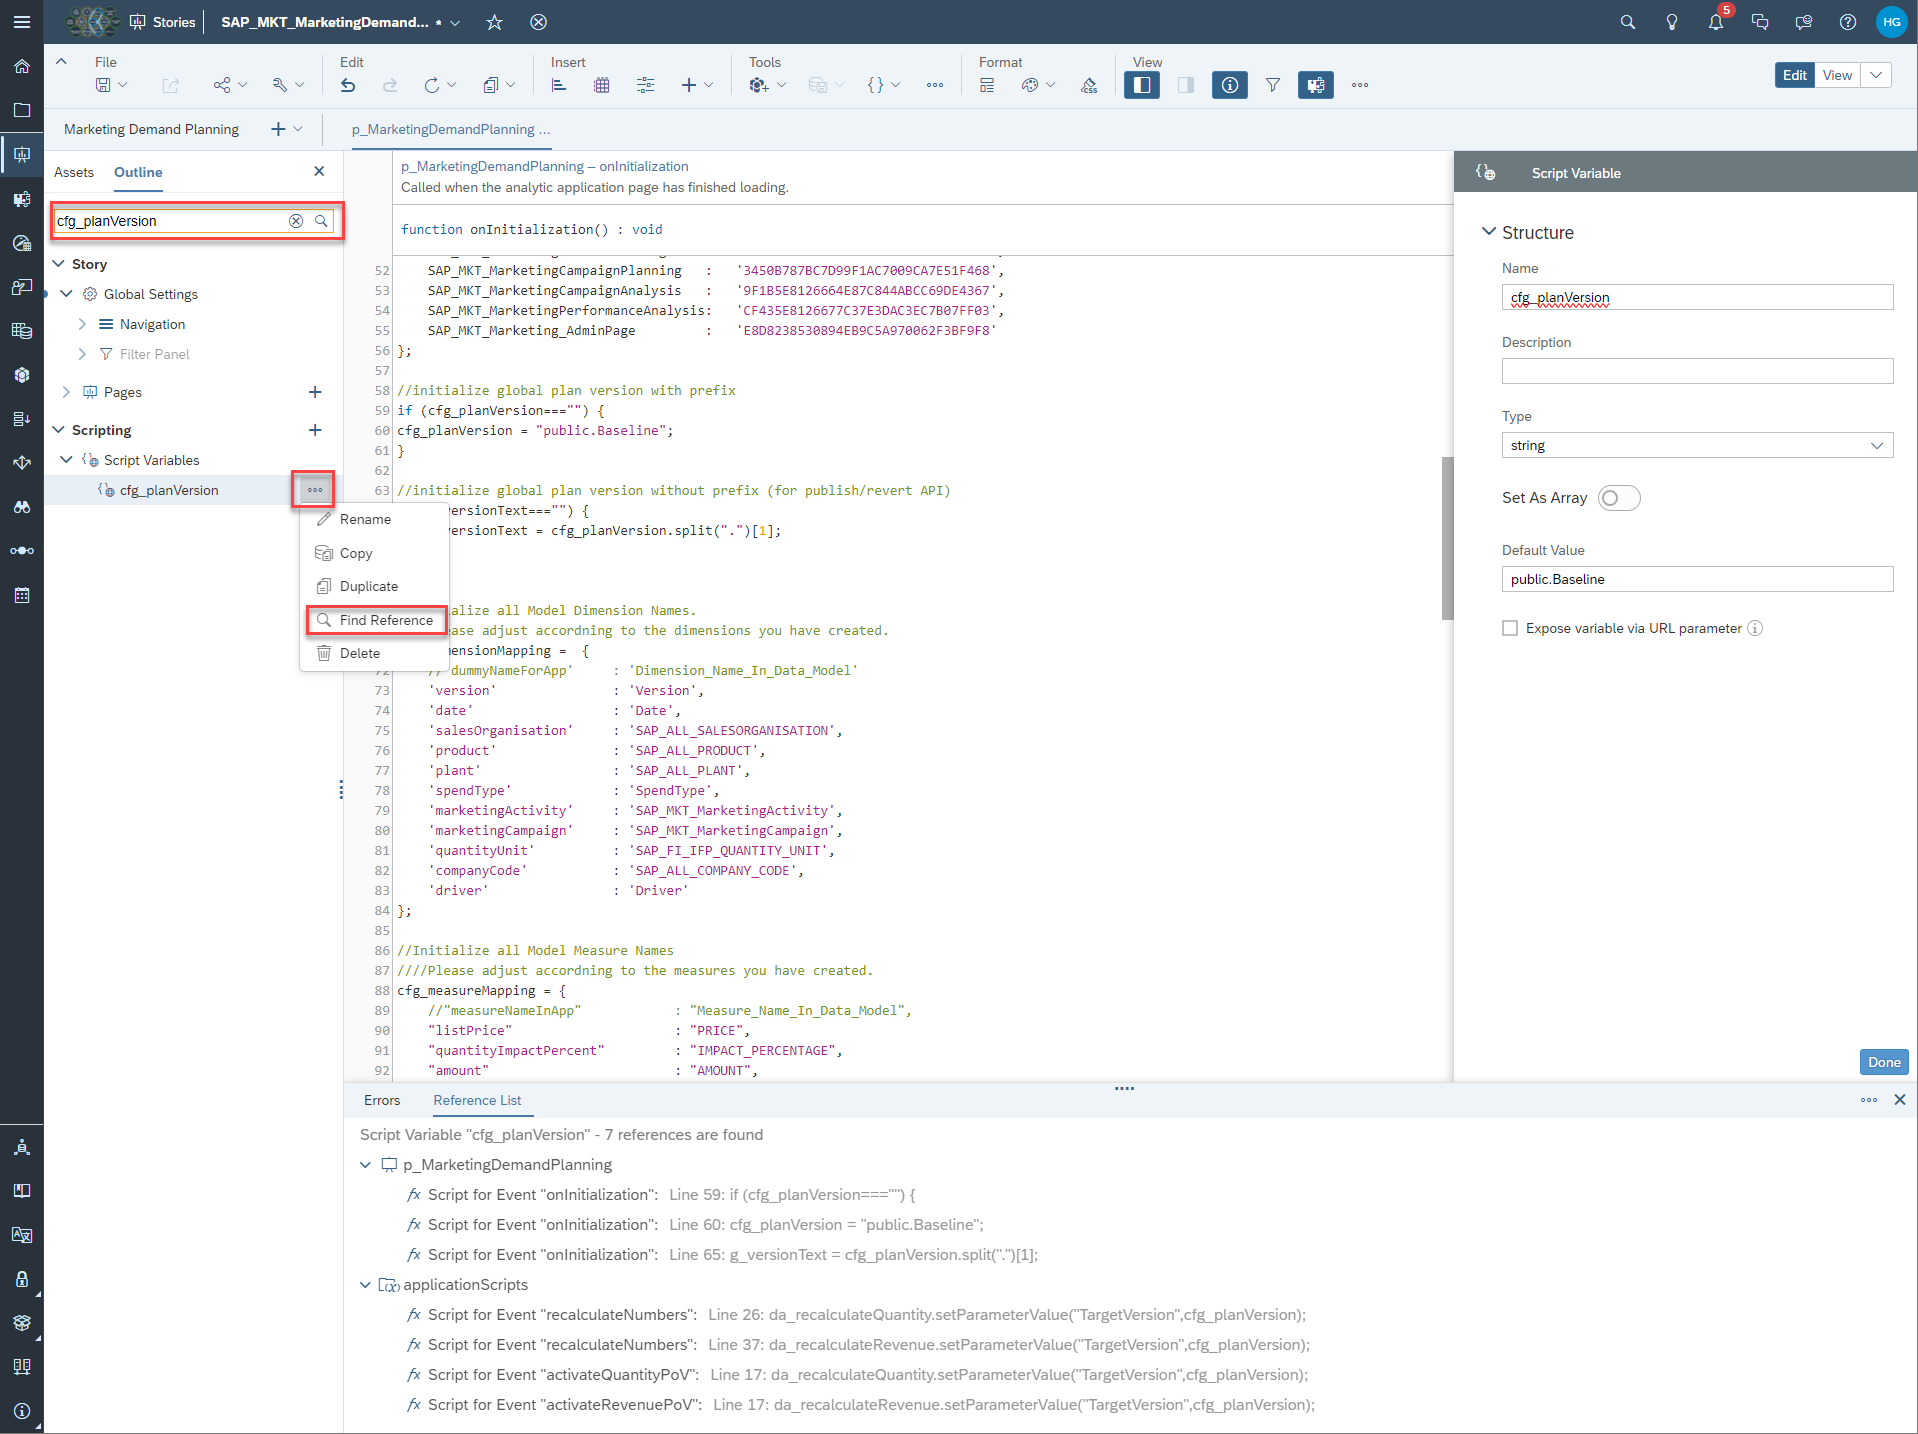 Stories
SAP_MKT_MarketingDemand... *
5
HG
File
Edit
Insert
Tools
Format
View
CSS
Edit
View
Marketing Demand Planning
p_MarketingDemandPlanning ...
Assets
Outline
cfg_planVersion
Story
Global Settings
Navigation
Filter Panel
Pages
Scripting
Script Variables
cfg_planVersion
Rename
Copy
Duplicate
Find Reference
Delete
p_MarketingDemandPlanning – onInitialization
Called when the analytic application page has finished loading.
function onInitialization() : void
52 SAP_MKT_MarketingCampaignPlanning : '3450B787BC7D99F1AC7009CA7E51F468',
53 SAP_MKT_MarketingCampaignAnalysis : '9F1B5E8126664E87C844ABCC69DE4367',
54 SAP_MKT_MarketingPerformanceAnalysis: 'CF435E8126677C37E3DAC3EC7B07FF03',
55 SAP_MKT_Marketing_AdminPage : 'E8D8238530894EB9C5A970062F3BF9F8'
56 };
57
58 //initialize global plan version with prefix
59 if (cfg_planVersion==="") {
60 cfg_planVersion = "public.Baseline";
61 }
62
63 //initialize global plan version without prefix (for publish/revert API)
versionText==="") {
versionText = cfg_planVersion.split(".")[1];
alize all Model Dimension Names.
ease adjust accordning to the dimensions you have created.
mensionMapping = {
72 // dummyNameForApp' : 'Dimension_Name_In_Data_Model'
73 'version' : 'Version',
74 'date' : 'Date',
75 'salesOrganisation' : 'SAP_ALL_SALESORGANISATION',
76 'product' : 'SAP_ALL_PRODUCT',
77 'plant' : 'SAP_ALL_PLANT',
78 'spendType' : 'SpendType',
79 'marketingActivity' : 'SAP_MKT_MarketingActivity',
80 'marketingCampaign' : 'SAP_MKT_MarketingCampaign',
81 'quantityUnit' : 'SAP_FI_IFP_QUANTITY_UNIT',
82 'companyCode' : 'SAP_ALL_COMPANY_CODE',
83 'driver' : 'Driver'
84 };
85
86 //Initialize all Model Measure Names
87 ////Please adjust accordning to the measures you have created.
88 cfg_measureMapping = {
89 //"measureNameInApp" : "Measure_Name_In_Data_Model",
90 "listPrice" : "PRICE",
91 "quantityImpactPercent" : "IMPACT_PERCENTAGE",
92 "amount" : "AMOUNT",
Script Variable
Structure
Name
cfg_planVersion
Description
Type
string
Set As Array
Default Value
public.Baseline
Expose variable via URL parameter
Done
Errors
Reference List
Script Variable "cfg_planVersion" - 7 references are found
p_MarketingDemandPlanning
fx Script for Event "onInitialization": Line 59: if (cfg_planVersion==="") {
fx Script for Event "onInitialization": Line 60: cfg_planVersion = "public.Baseline";
fx Script for Event "onInitialization": Line 65: g_versionText = cfg_planVersion.split(".")[1];
applicationScripts
fx Script for Event "recalculateNumbers": Line 26: da_recalculateQuantity.setParameterValue("TargetVersion",cfg_planVersion);
fx Script for Event "recalculateNumbers": Line 37: da_recalculateRevenue.setParameterValue("TargetVersion",cfg_planVersion);
fx Script for Event "activateQuantityPoV": Line 17: da_recalculateQuantity.setParameterValue("TargetVersion",cfg_planVersion);
fx Script for Event "activateRevenuePoV": Line 17: da_recalculateRevenue.setParameterValue("TargetVersion",cfg_planVersion);